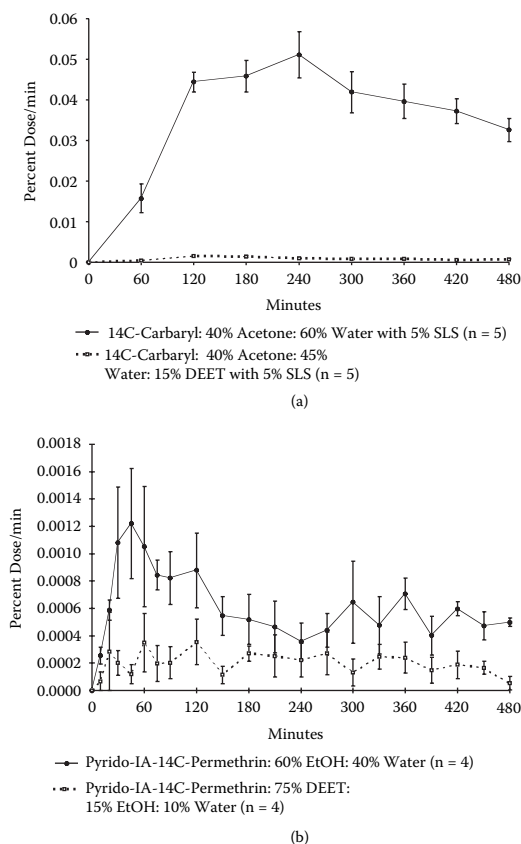 0.06
0.05
0.04
0.03
0.02
0.01
0
Percent Dose/min
0 60 120 180 240 300 360 420 480
Minutes
14C-Carbaryl: 40% Acetone: 60% Water with 5% SLS (n = 5)
14C-Carbaryl: 40% Acetone: 45%
Water: 15% DEET with 5% SLS (n = 5)
(a)
0.0018
0.0016
0.0014
0.0012
0.0010
0.0008
0.0006
0.0004
0.0002
0.0000
Percent Dose/min
0 60 120 180 240 300 360 420 480
Minutes
Pyrido-IA-14C-Permethrin: 60% EtOH: 40% Water (n = 4)
Pyrido-IA-14C-Permethrin: 75% DEET:
15% EtOH: 10% Water (n = 4)
(b)